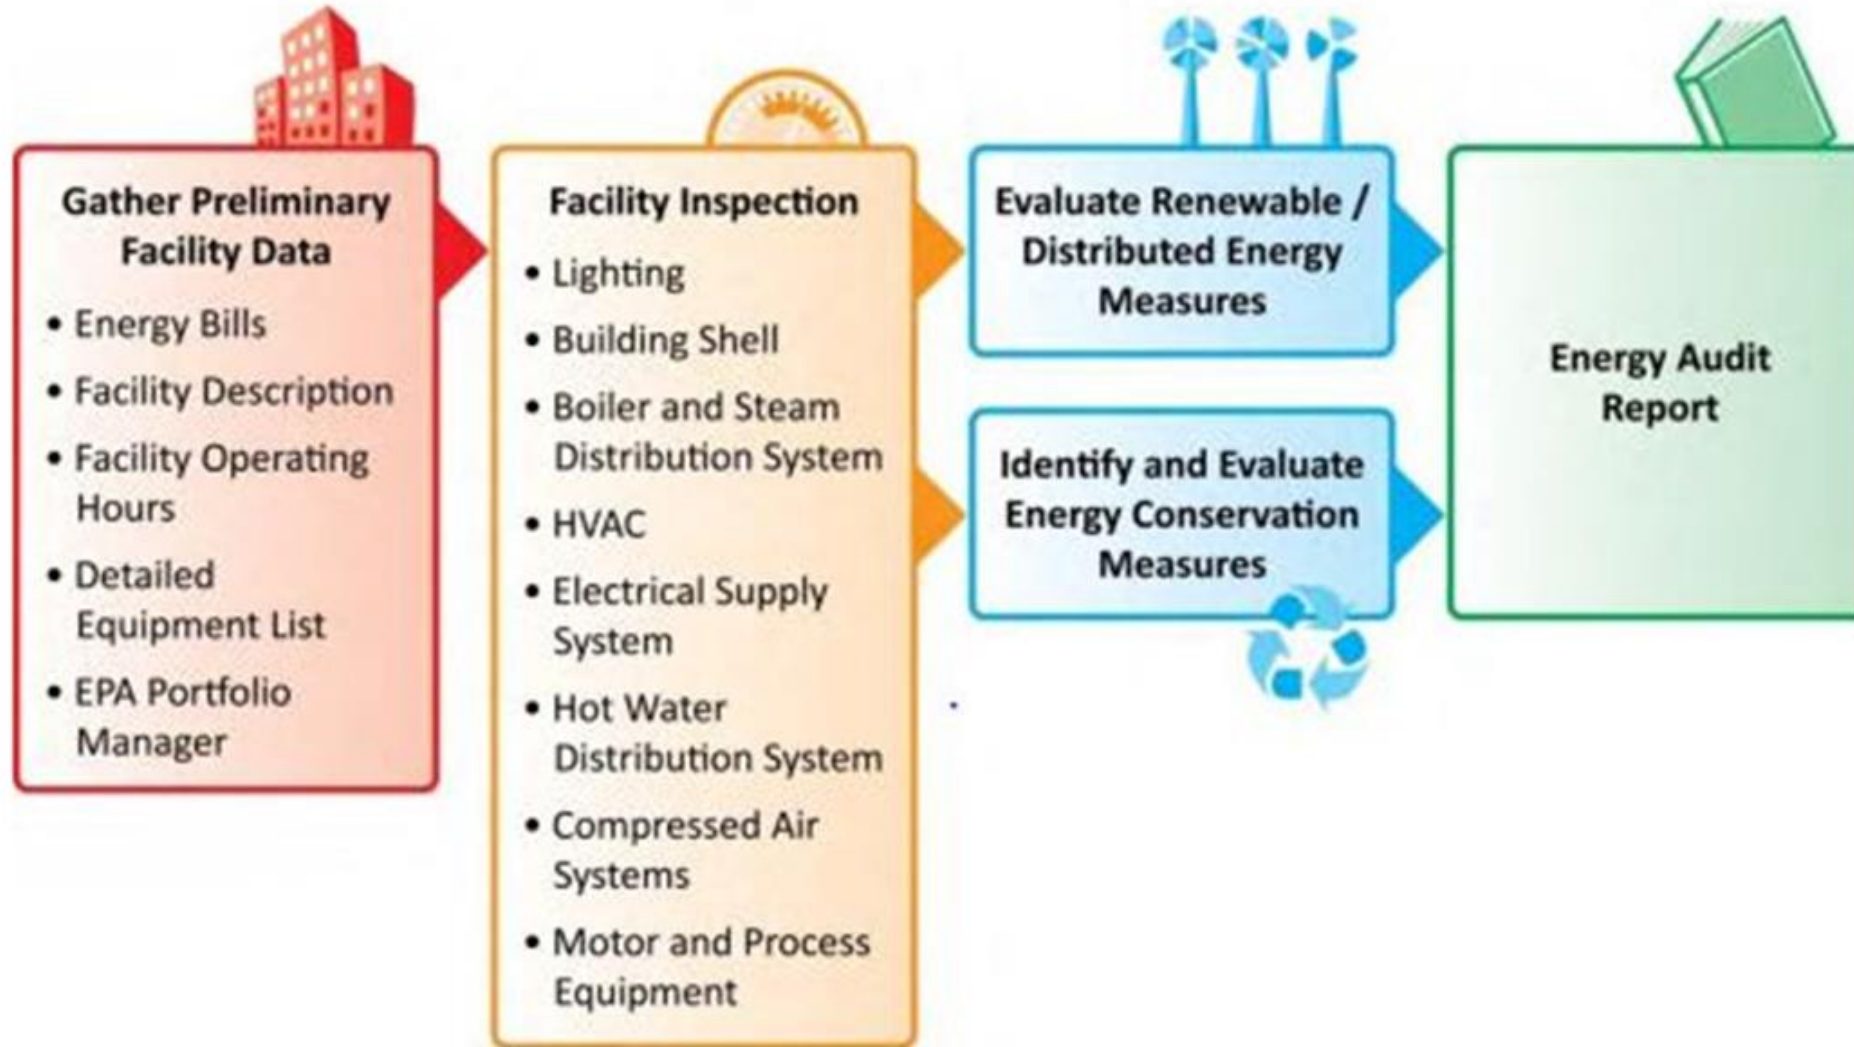 Gather Preliminary
Facility Data
• Energy Bills
• Facility Description
• Facility Operating
Hours
• Detailed
Equipment List
• EPA Portfolio
Manager
Facility Inspection
• Lighting
• Building Shell
• Boiler and Steam
Distribution System
• HVAC
• Electrical Supply
System
• Hot Water
Distribution System
• Compressed Air
Systems
• Motor and Process
Equipment
Evaluate Renewable /
Distributed Energy
Measures
Identify and Evaluate
Energy Conservation
Measures
Energy Audit
Report